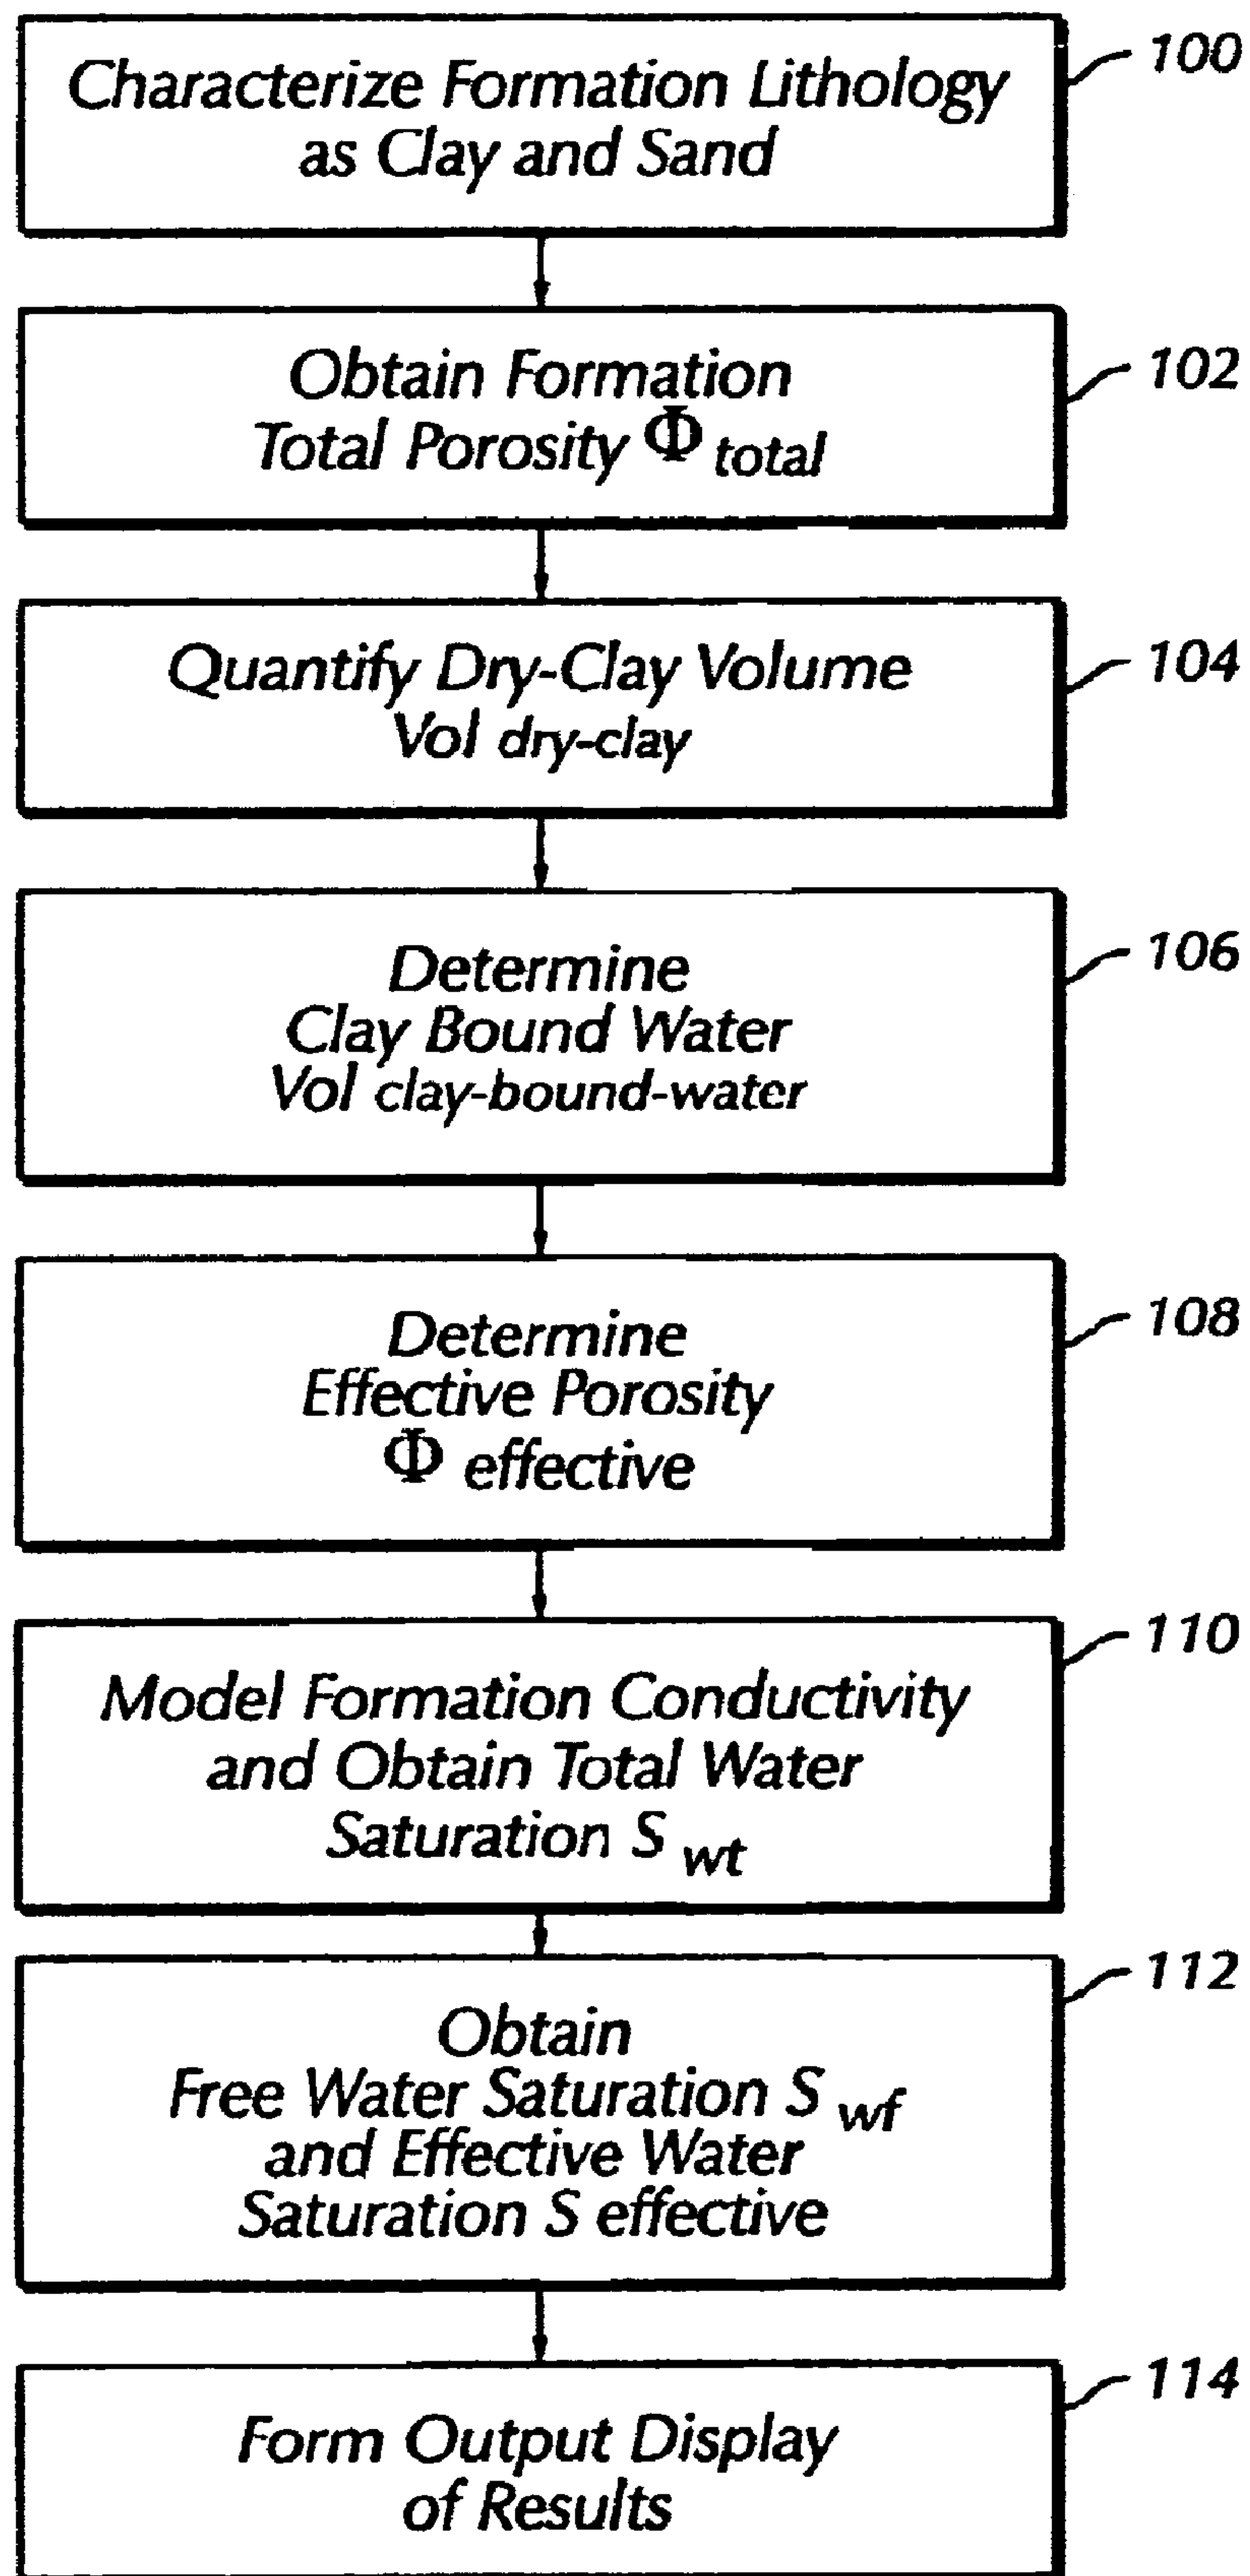 Characterize Formation Lithology
as Clay and Sand
100
Obtain Formation
Total Porosity Φ total
102
Quantify Dry-Clay Volume
Vol dry-clay
104
Determine
Clay Bound Water
Vol clay-bound-water
106
Determine
Effective Porosity
Φ effective
108
Model Formation Conductivity
and Obtain Total Water
Saturation S wt
110
Obtain
Free Water Saturation S wf
and Effective Water
Saturation S effective
112
Form Output Display
of Results
114